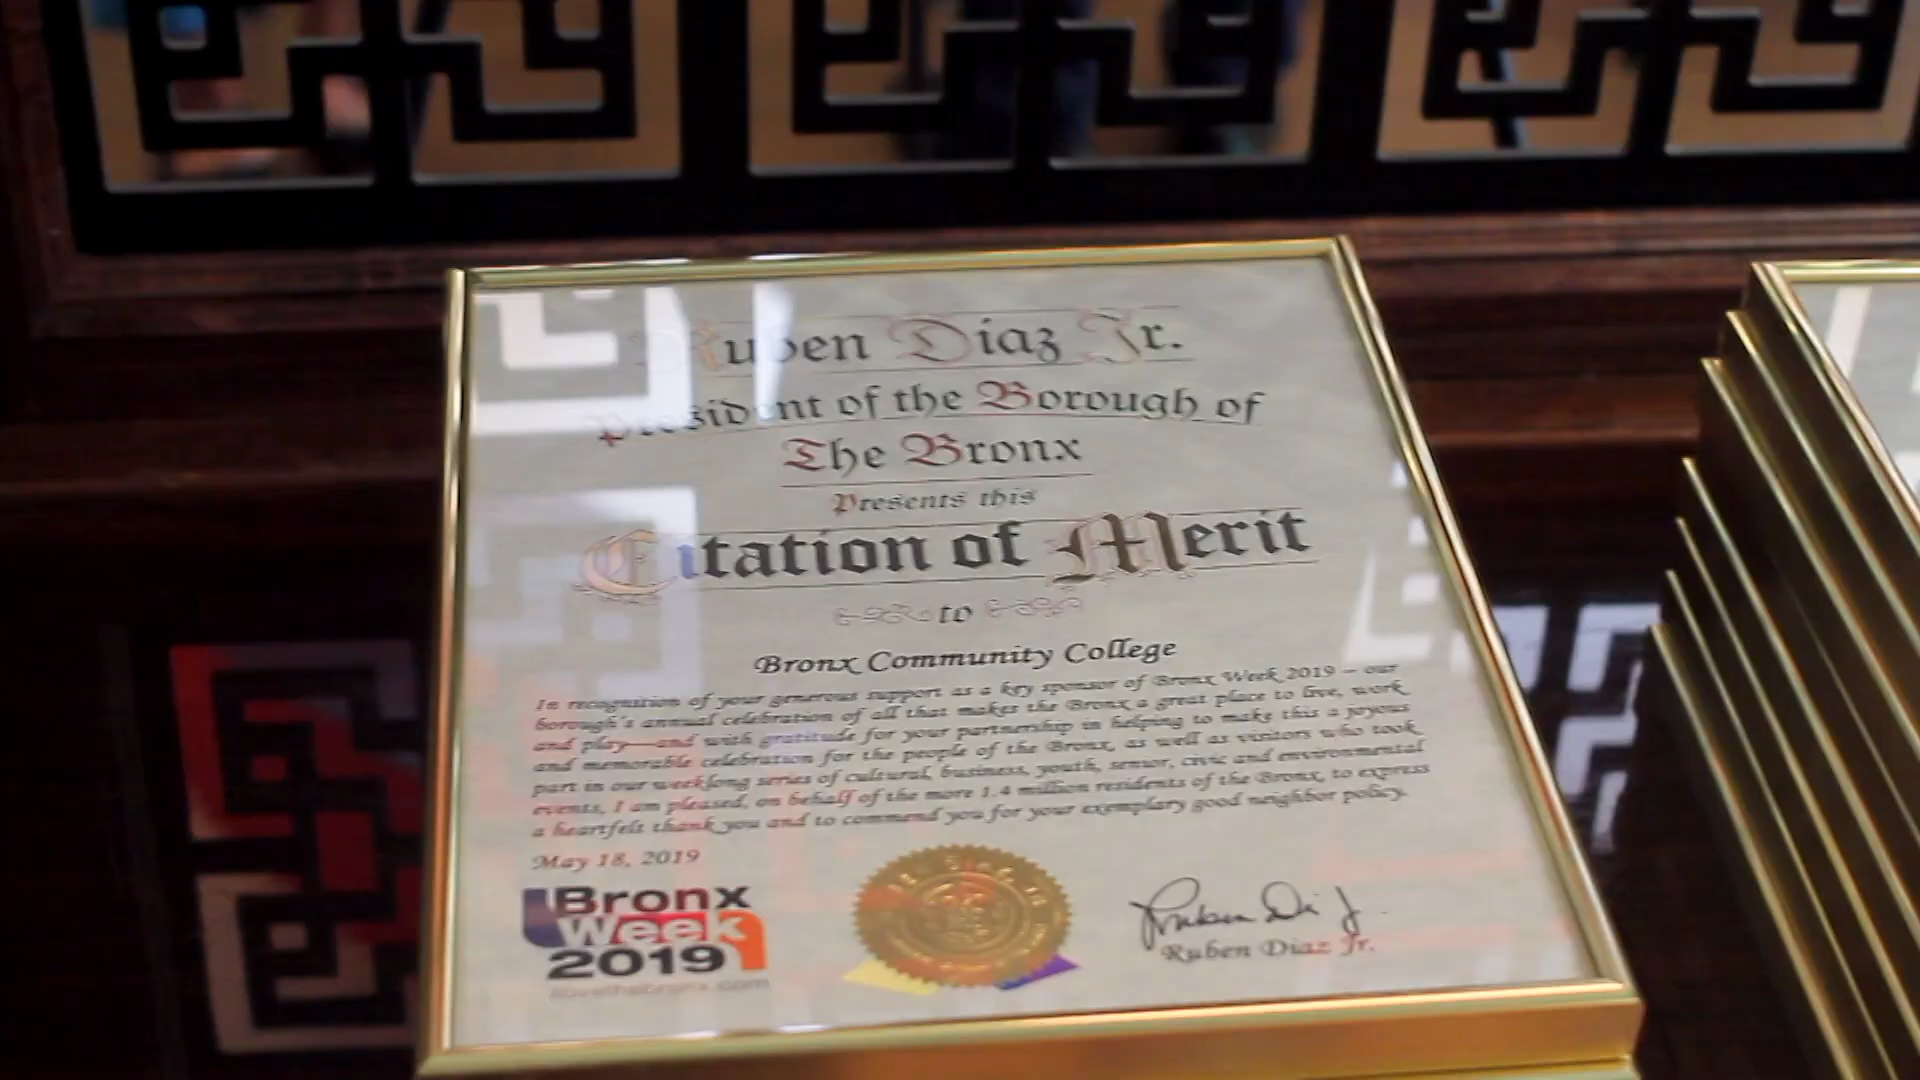 Ruben Diaz Jr.
President of the Borough of
The Bronx
Presents this
Citation of Merit
to
Bronx Community College
In recognition of your generous support as a key sponsor of Bronx Week 2019 – our
borough's annual celebration of all that makes the Bronx a great place to live, work
and play—and with gratitude for your partnership in helping to make this a joyous
and memorable celebration for the people of the Bronx, as well as visitors who took
part in our weeklong series of cultural, business, youth, senior, civic and environmental
events, I am pleased, on behalf of the more 1.4 million residents of the Bronx, to express
a heartfelt thank you and to commend you for your exemplary good neighbor policy.
May 18, 2019
Bronx
Week
2019
ilovethebronx.com
Ruben Diaz Jr.
Ruben Diaz Jr.